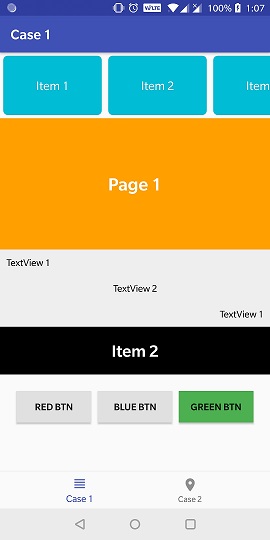 VoLTE 100% 1:07
Case 1
Item 1 Item 2 Item
Page 1
TextView 1
TextView 2
TextView 1
Item 2
RED BTN BLUE BTN GREEN BTN
Case 1 Case 2